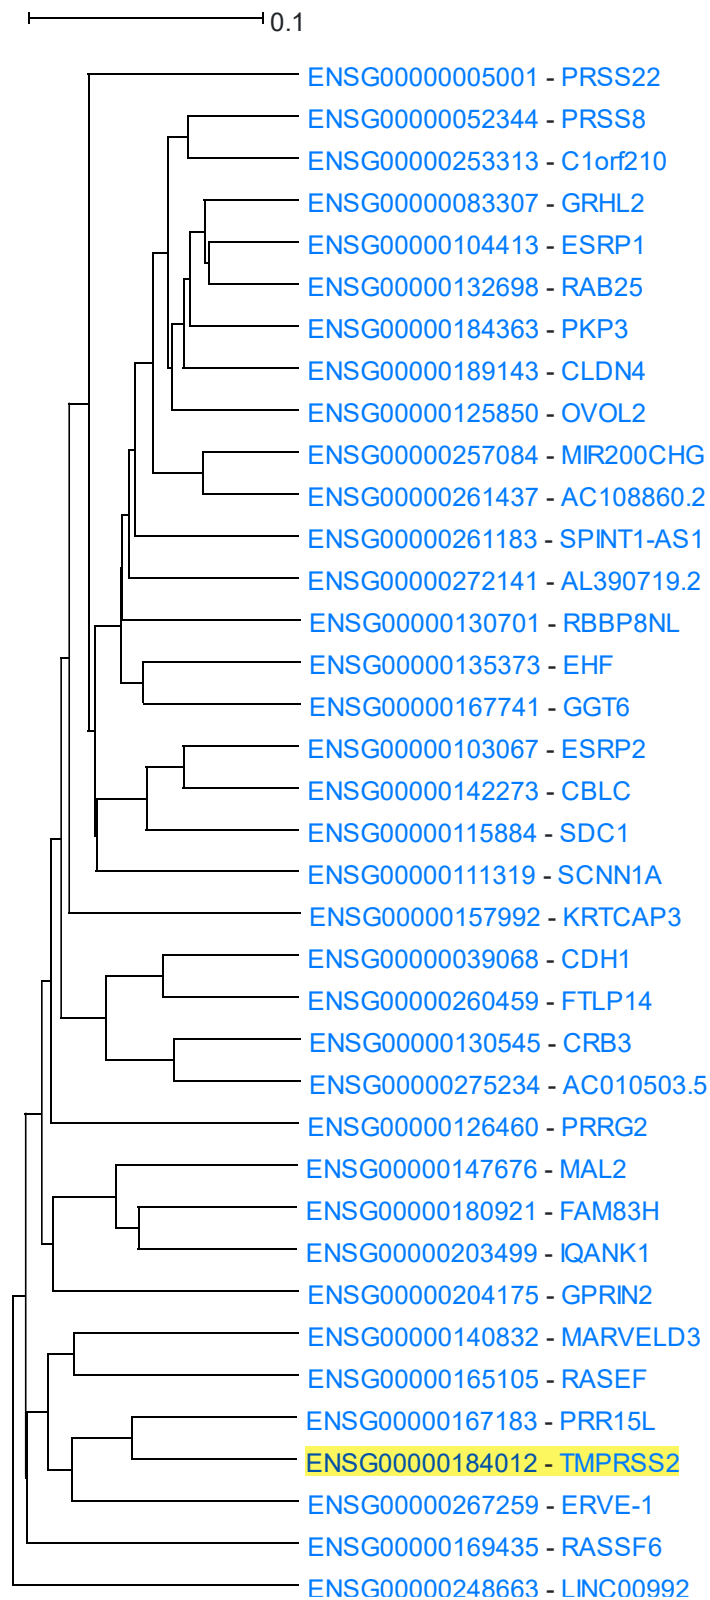 0.1
ENSG00000005001 - PRSS22
ENSG00000052344 - PRSS8
ENSG00000253313 - C1orf210
ENSG00000083307 - GRHL2
ENSG00000104413 - ESRP1
ENSG00000132698 - RAB25
ENSG00000184363 - PKP3
ENSG00000189143 - CLDN4
ENSG00000125850 - OVOL2
ENSG00000257084 - MIR200CHG
ENSG00000261437 - AC108860.2
ENSG00000261183 - SPINT1-AS1
ENSG00000272141 - AL390719.2
ENSG00000130701 - RBBP8NL
ENSG00000135373 - EHF
ENSG00000167741 - GGT6
ENSG00000103067 - ESRP2
ENSG00000142273 - CBLC
ENSG00000115884 - SDC1
ENSG00000111319 - SCNN1A
ENSG00000157992 - KRTCAP3
ENSG00000039068 - CDH1
ENSG00000260459 - FTLP14
ENSG00000130545 - CRB3
ENSG00000275234 - AC010503.5
ENSG00000126460 - PRRG2
ENSG00000147676 - MAL2
ENSG00000180921 - FAM83H
ENSG00000203499 - IQANK1
ENSG00000204175 - GPRIN2
ENSG00000140832 - MARVELD3
ENSG00000165105 - RASEF
ENSG00000167183 - PRR15L
ENSG00000184012 - TMPRSS2
ENSG00000267259 - ERVE-1
ENSG00000169435 - RASSF6
ENSG00000248663 - LINC00992